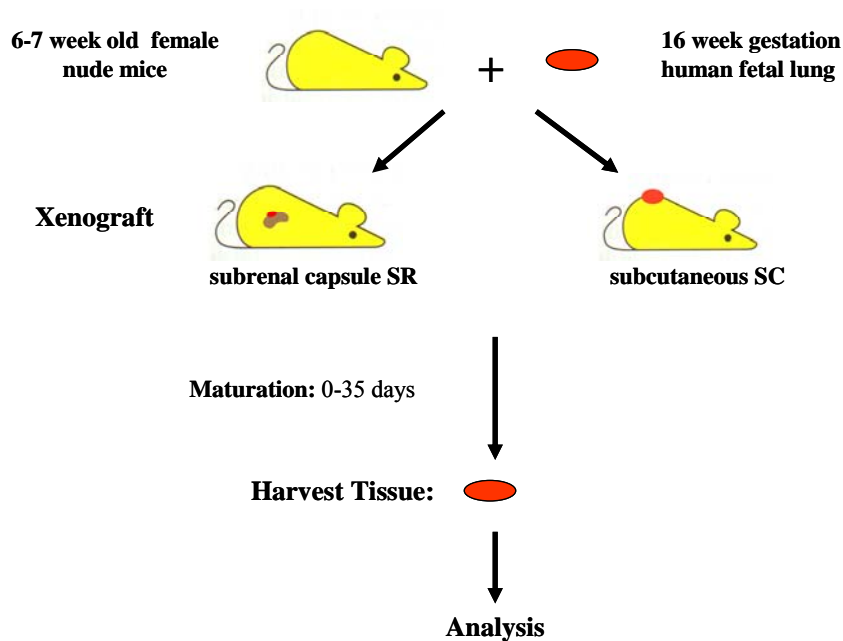 6-7 week old female
nude mice
+
16 week gestation
human fetal lung
Xenograft
subrenal capsule SR
subcutaneous SC
Maturation: 0-35 days
Harvest Tissue:
Analysis